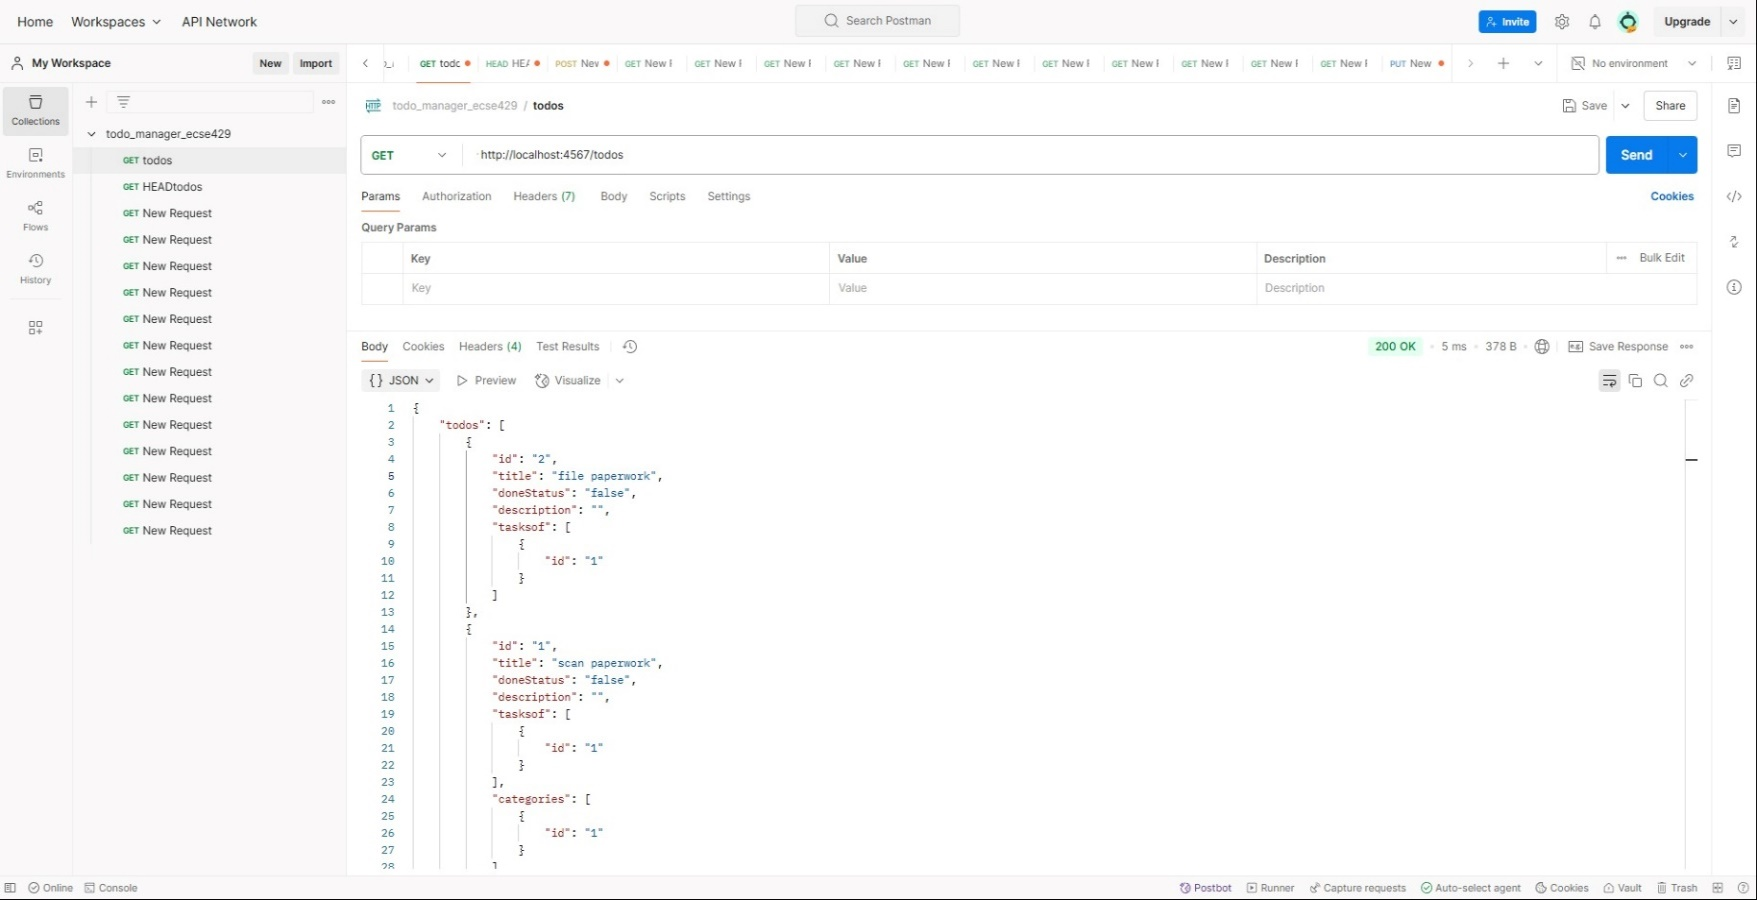 Home Workspaces API Network Search Postman Invite Upgrade
My Workspace New Import GET todc HEAD HEA POST Nev GET New GET New GET New GET New GET New GET New GET New GET New GET New GET New GET New PUT New No environment
todo_manager_ecse429 / todos Save Share
Collections
Environments
Flows
History
todo_manager_ecse429
GET todos
GET HEADtodos
GET New Request
GET New Request
GET New Request
GET New Request
GET New Request
GET New Request
GET New Request
GET New Request
GET New Request
GET New Request
GET New Request
GET New Request
GET New Request
GET http://localhost:4567/todos Send
Params Authorization Headers (7) Body Scripts Settings Cookies
Query Params
Key Value Description ••• Bulk Edit
Key Value Description
Body Cookies Headers (4) Test Results 200 OK • 5 ms • 378 B • Save Response •••
{} JSON Preview Visualize
1 {
2 "todos": [
3 {
4 "id": "2",
5 "title": "file paperwork",
6 "doneStatus": "false",
7 "description": "",
8 "tasksof": [
9 {
10 "id": "1"
11 }
12 ]
13 },
14 {
15 "id": "1",
16 "title": "scan paperwork",
17 "doneStatus": "false",
18 "description": "",
19 "tasksof": [
20 {
21 "id": "1"
22 }
23 ],
24 "categories": [
25 {
26 "id": "1"
27 }
28 ]
Online Console Postbot Runner Capture requests Auto-select agent Cookies Vault Trash